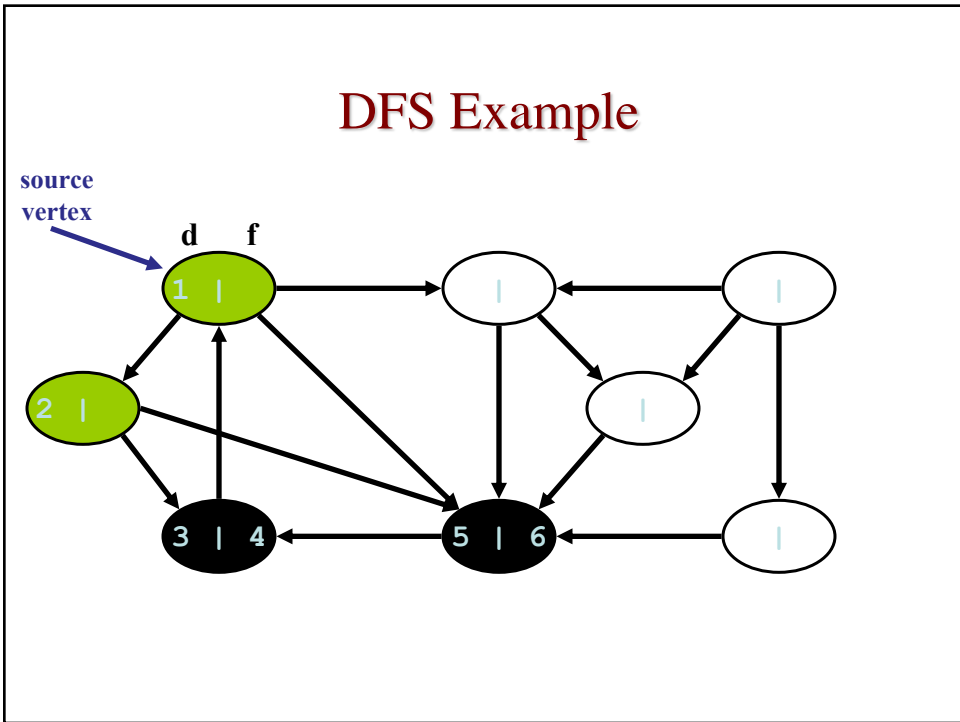 DFS Example
source
vertex
d f
1 | | |
2 | |
3 | 4 5 | 6 |